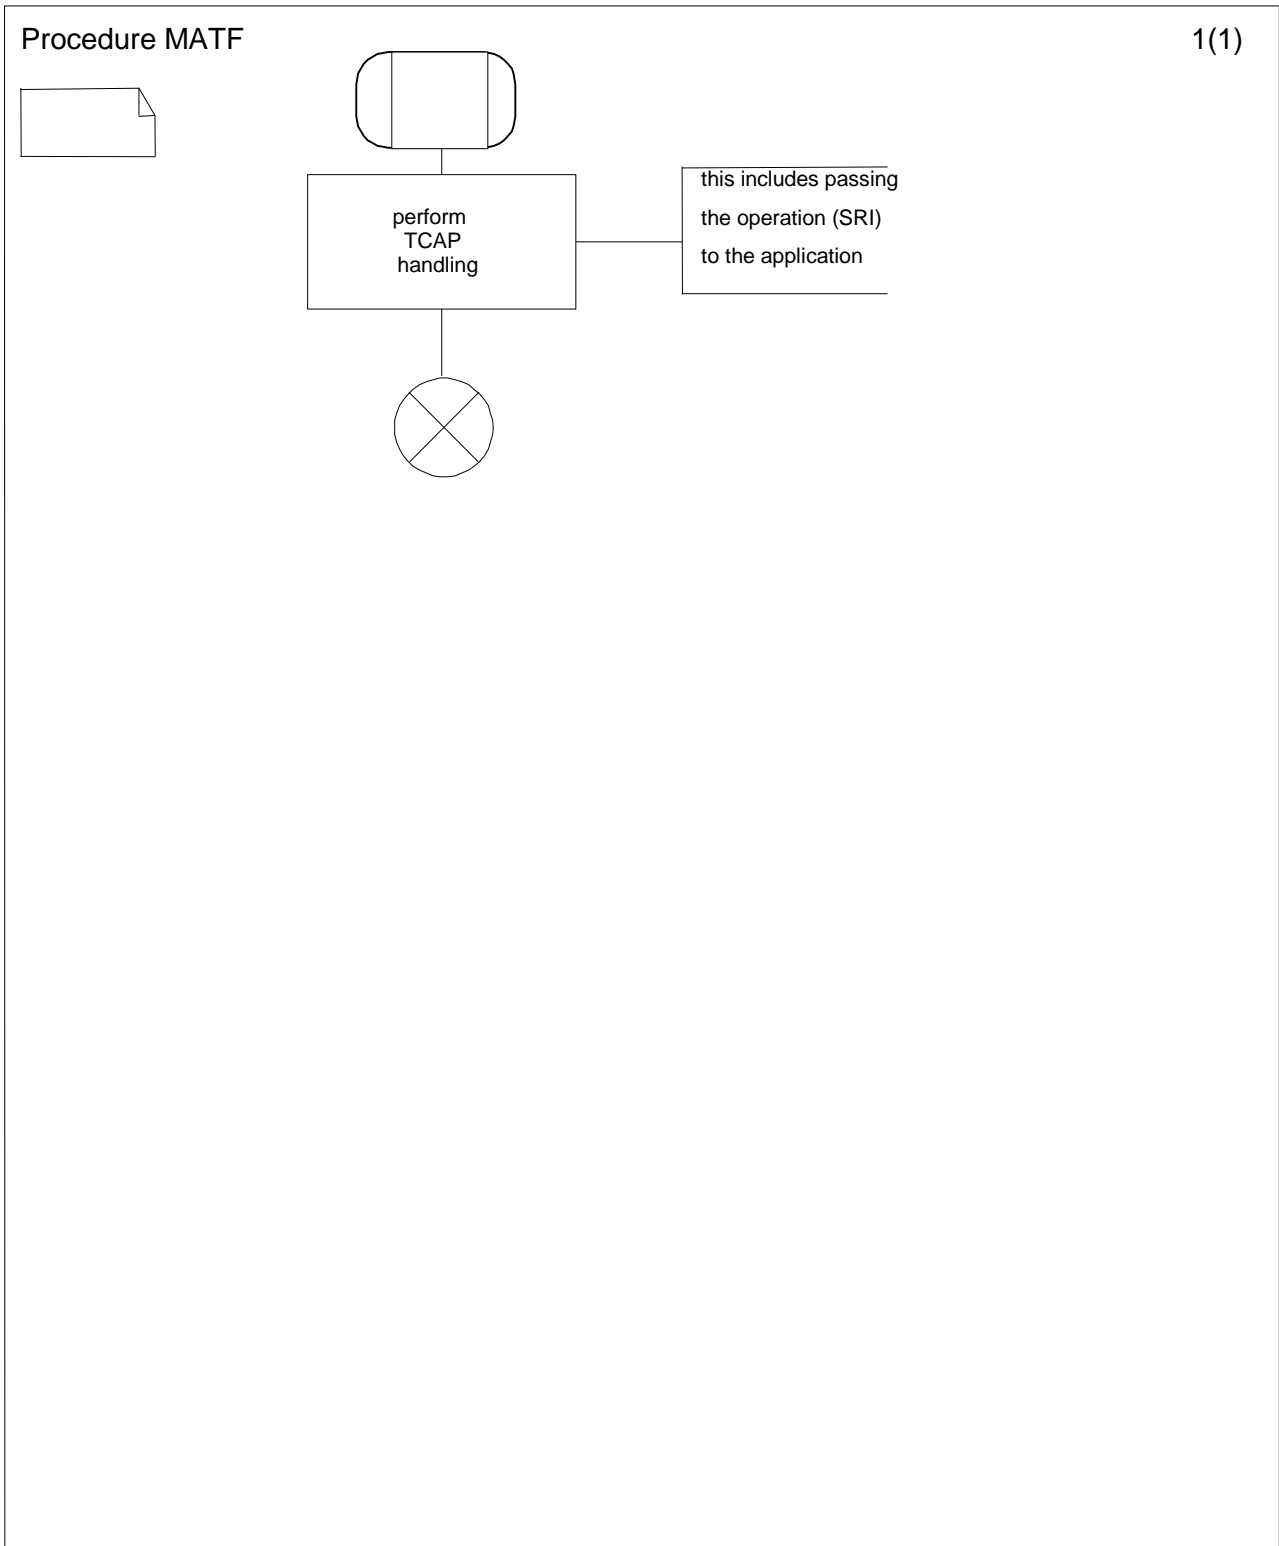 Procedure MATF
1(1)
perform
TCAP
handling
this includes passing
the operation (SRI)
to the application